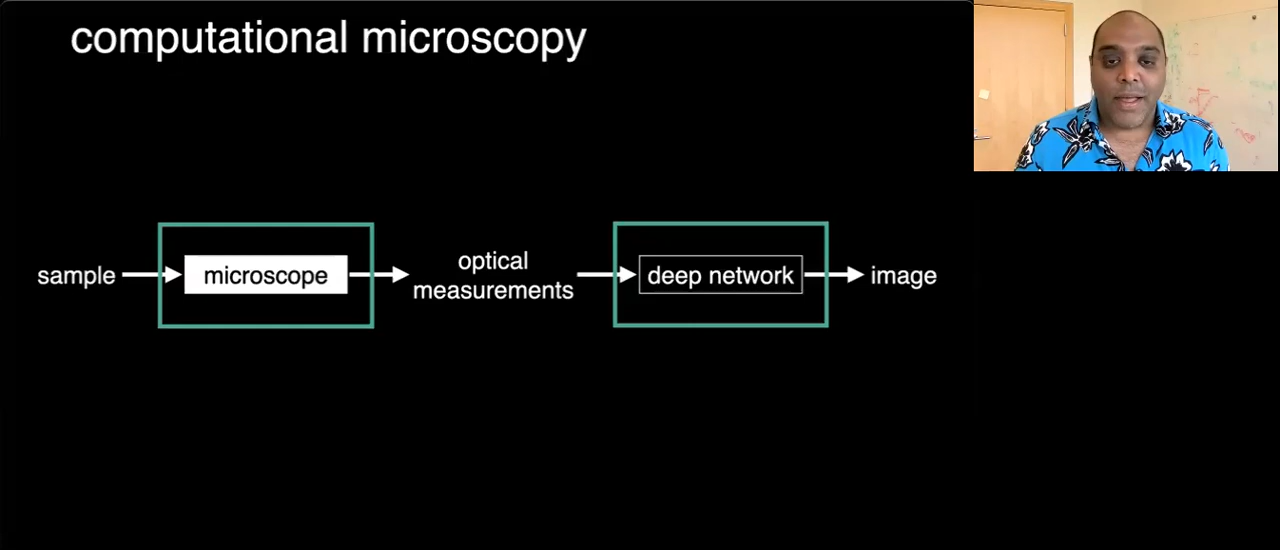 computational microscopy
sample
microscope
optical
measurements
deep network
image